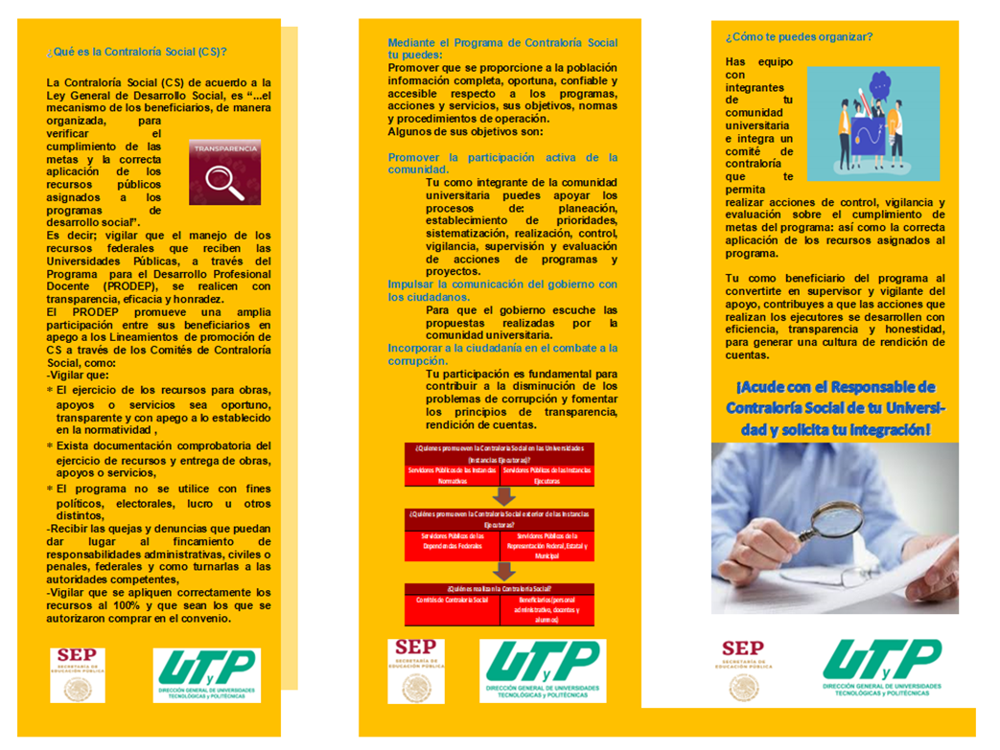 ¿Qué es la Contraloría Social (CS)?
La Contraloría Social (CS) de acuerdo a la
Ley General de Desarrollo Social, es “...el
mecanismo de los beneficiarios, de manera
organizada, para
verificar el
cumplimiento de las
metas y la correcta
aplicación de los
recursos públicos
asignados a los
programas de
desarrollo social”.
TRANSPARENCIA
Es decir; vigilar que el manejo de los
recursos federales que reciben las
Universidades Públicas, a través del
Programa para el Desarrollo Profesional
Docente (PRODEP), se realicen con
transparencia, eficacia y honradez.
El PRODEP promueve una amplia
participación entre sus beneficiarios en
apego a los Lineamientos de promoción de
CS a través de los Comités de Contraloría
Social, como:
-Vigilar que:
* El ejercicio de los recursos para obras,
apoyos o servicios sea oportuno,
transparente y con apego a lo establecido
en la normatividad ,
* Exista documentación comprobatoria del
ejercicio de recursos y entrega de obras,
apoyos o servicios,
* El programa no se utilice con fines
políticos, electorales, lucro u otros
distintos,
-Recibir las quejas y denuncias que puedan
dar lugar al fincamiento de
responsabilidades administrativas, civiles o
penales, federales y como turnarlas a las
autoridades competentes,
-Vigilar que se apliquen correctamente los
recursos al 100% y que sean los que se
autorizaron comprar en el convenio.
SEP
SECRETARÍA DE
EDUCACIÓN PÚBLICA
UTyP
DIRECCIÓN GENERAL DE UNIVERSIDADES
TECNOLÓGICAS y POLITÉCNICAS
Mediante el Programa de Contraloría Social
tu puedes:
Promover que se proporcione a la población
información completa, oportuna, confiable y
accesible respecto a los programas,
acciones y servicios, sus objetivos, normas
y procedimientos de operación.
Algunos de sus objetivos son:
Promover la participación activa de la
comunidad.
Tu como integrante de la comunidad
universitaria puedes apoyar los
procesos de: planeación,
establecimiento de prioridades,
sistematización, realización, control,
vigilancia, supervisión y evaluación
de acciones de programas y
proyectos.
Impulsar la comunicación del gobierno con
los ciudadanos.
Para que el gobierno escuche las
propuestas realizadas por la
comunidad universitaria.
Incorporar a la ciudadanía en el combate a la
corrupción.
Tu participación es fundamental para
contribuir a la disminución de los
problemas de corrupción y fomentar
los principios de transparencia,
rendición de cuentas.
¿Quienes promueven la Contraloría Social en las Universidades
(Instancias Ejecutoras)?
Servidores Públicos de las Instancias
Normativas
Servidores Públicos de las Instancias
Ejecutoras
¿Quiénes promueven la Contraloría Social exterior de las Instancias
Ejecutoras?
Servidores Públicos de las
Dependencias Federales
Servidores Públicos de la
Representación Federal, Estatal y
Municipal
¿Quiénes realizan la Contraloría Social?
Comités de Contraloría Social
Beneficiarios (personal
administrativo, docentes y
alumnos)
SEP
SECRETARÍA DE
EDUCACIÓN PÚBLICA
UTyP
DIRECCIÓN GENERAL DE UNIVERSIDADES
TECNOLÓGICAS y POLITÉCNICAS
¿Cómo te puedes organizar?
Has equipo
con
integrantes
de tu
comunidad
universitaria
e integra un
comité de
contraloría
que te
permita
realizar acciones de control, vigilancia y
evaluación sobre el cumplimiento de
metas del programa: así como la correcta
aplicación de los recursos asignados al
programa.
Tu como beneficiario del programa al
convertirte en supervisor y vigilante del
apoyo, contribuyes a que las acciones que
realizan los ejecutores se desarrollen con
eficiencia, transparencia y honestidad,
para generar una cultura de rendición de
cuentas.
¡Acude con el Responsable de
Contraloría Social de tu Universi-
dad y solicita tu integración!
SEP
SECRETARÍA DE
EDUCACIÓN PÚBLICA
UTyP
DIRECCIÓN GENERAL DE UNIVERSIDADES
TECNOLÓGICAS y POLITÉCNICAS